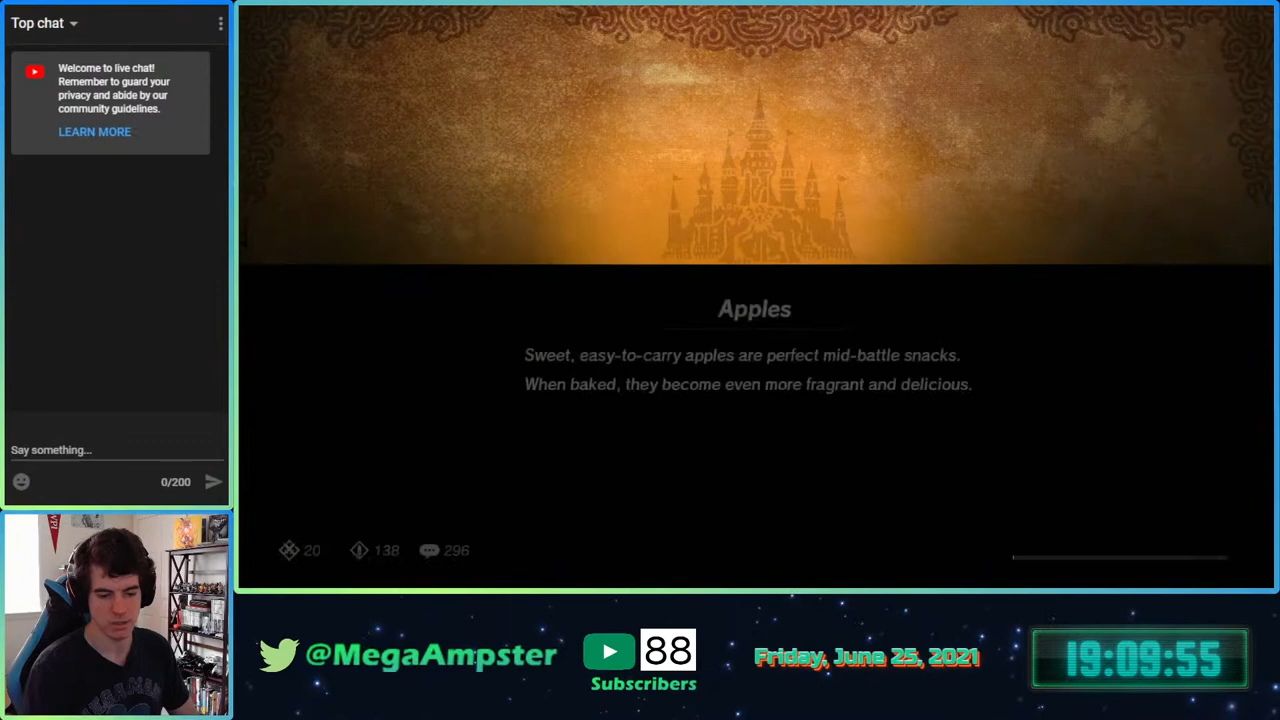 Top chat
Welcome to live chat!
Remember to guard your
privacy and abide by our
community guidelines.
LEARN MORE
Say something...
0/200
Apples
Sweet, easy-to-carry apples are perfect mid-battle snacks.
When baked, they become even more fragrant and delicious.
20
138
296
@MegaAmpster
88
Subscribers
Friday, June 25, 2021
19:09:55